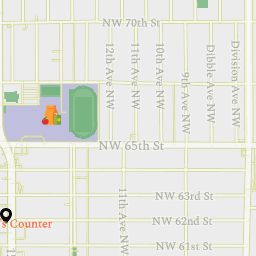 NW 70th St
12th Ave NW
11th Ave NW
10th Ave NW
9th Ave NW
Dibble Ave NW
Division Ave NW
NW 65th St
11th Ave NW
NW 63rd St
NW 62nd St
's Counter
NW 61st St